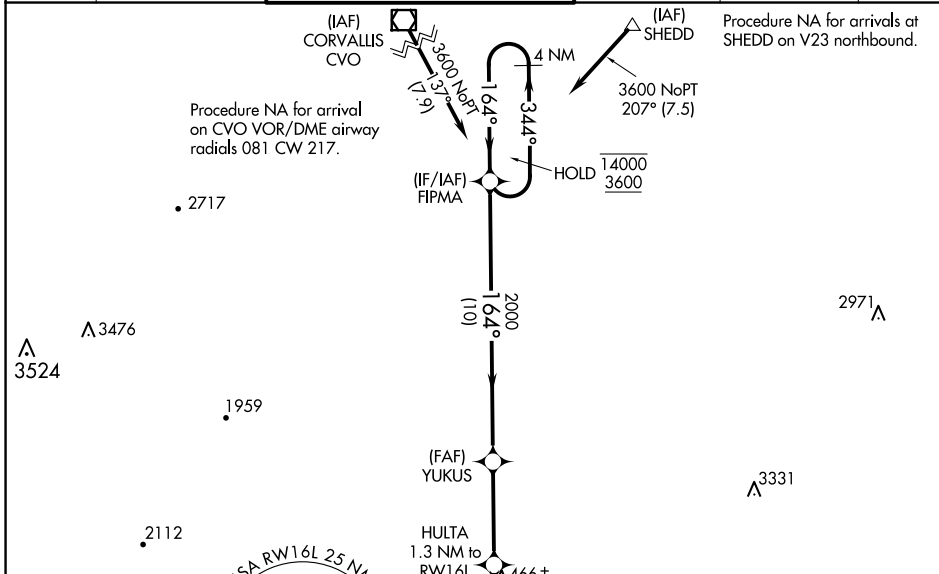 (IAF)
CORVALLIS
CVO
3600 NoPT
137°
(7.9)
4 NM
164°
344°
(IAF)
SHEDD
3600 NoPT
207° (7.5)
Procedure NA for arrivals at
SHEDD on V23 northbound.
Procedure NA for arrival
on CVO VOR/DME airway
radials 081 CW 217.
HOLD
14000
3600
(IF/IAF)
FIPMA
2717
2000
164°
(10)
2971
3476
3524
1959
(FAF)
YUKUS
3331
2112
HULTA
1.3 NM to
RW16L
466±
RW16L 25